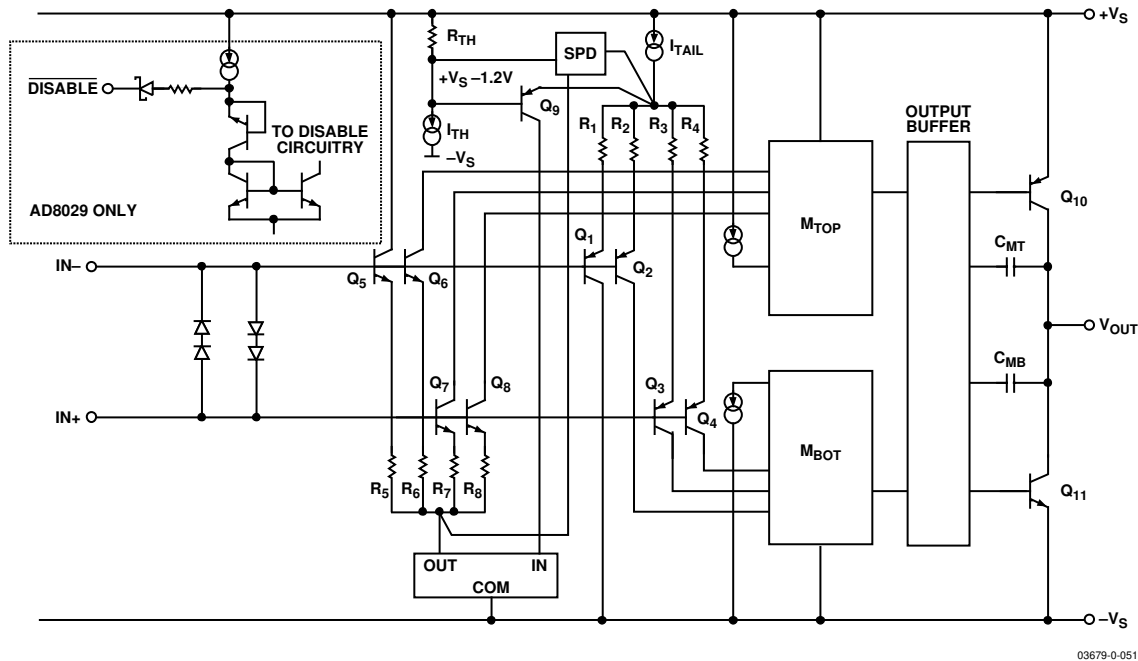 +VS
RTH
SPD
ITAIL
DISABLE
+VS –1.2V
Q9
R1
R2
R3
R4
OUTPUT
BUFFER
TO DISABLE
CIRCUITRY
ITH
–VS
AD8029 ONLY
MTOP
Q10
Q1
CMT
IN–
Q5
Q6
Q2
VOUT
CMB
Q7
Q8
Q3
IN+
Q4
MBOT
R5
R6
R7
R8
Q11
OUT
IN
COM
–VS
03679-0-051